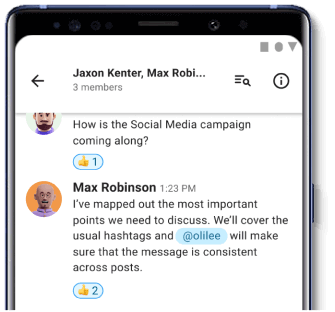 Jaxon Kenter, Max Robi...
3 members
How is the Social Media campaign
coming along?
👍 1
Max Robinson 1:23 PM
I've mapped out the most important
points we need to discuss. We'll cover the
usual hashtags and @olilee will make
sure that the message is consistent
across posts.
👍 2